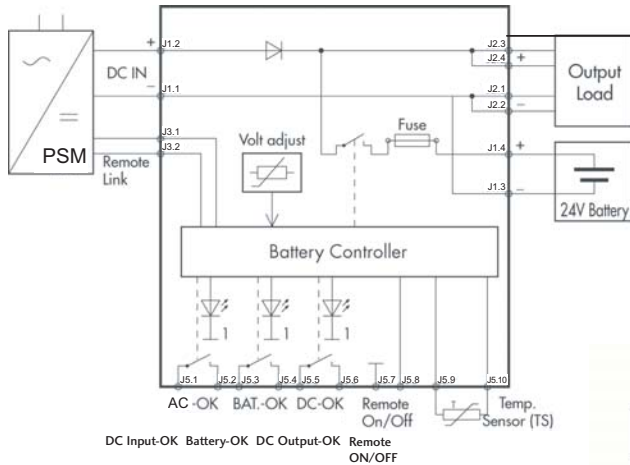 J1.2
+
DC IN
J1.1
−
J3.1
J3.2
PSM
Remote
Link
Volt adjust
Fuse
J2.3
J2.4
+
J2.1
J2.2
−
Output
Load
+
J1.4
J1.3
−
24V Battery
Battery Controller
1
1
1
J5.1
J5.2
J5.3
J5.4
J5.5
J5.6
J5.7
J5.8
J5.9
J5.10
AC -OK
BAT.-OK
DC-OK
Remote
On/Off
Temp.
Sensor (TS)
DC Input-OK
Battery-OK
DC Output-OK
Remote
ON/OFF